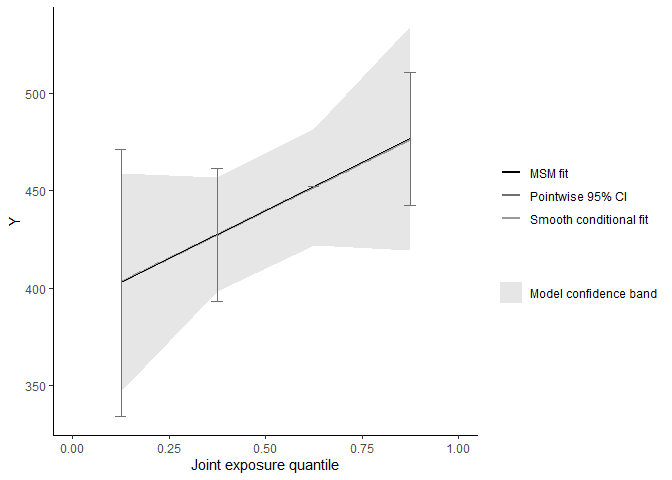 500
450
400
350
Y
0.00 0.25 0.50 0.75 1.00
Joint exposure quantile
MSM fit
Pointwise 95% CI
Smooth conditional fit
Model confidence band